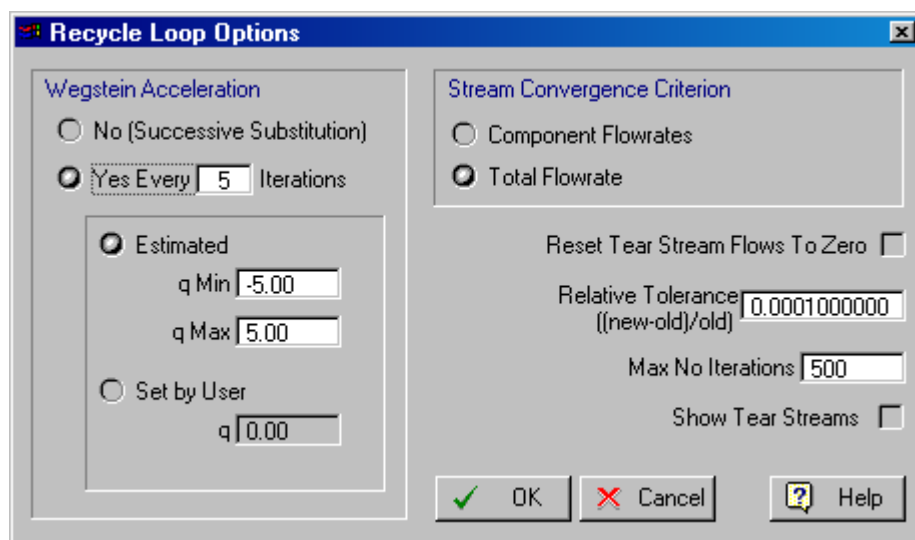 Recycle Loop Options
Wegstein Acceleration
No (Successive Substitution)
Yes Every 5 Iterations
Estimated
q Min -5.00
q Max 5.00
Set by User
q 0.00
Stream Convergence Criterion
Component Flowrates
Total Flowrate
Reset Tear Stream Flows To Zero
Relative Tolerance 0.0001000000
((new-old)/old)
Max No Iterations 500
Show Tear Streams
OK Cancel Help